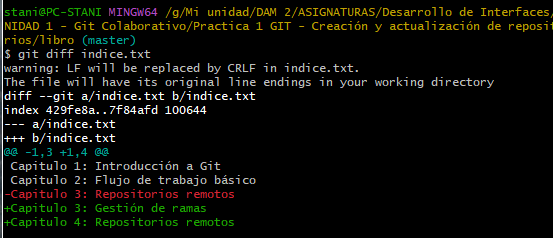 stani@PC-STANI MINGW64 /g/Mi unidad/DAM 2/ASIGNATURAS/Desarrollo de Interfaces/
NIDAD 1 - Git Colaborativo/Practica 1 GIT - Creación y actualización de reposit
rios/libro (master)
$ git diff indice.txt
warning: LF will be replaced by CRLF in indice.txt.
The file will have its original line endings in your working directory
diff --git a/indice.txt b/indice.txt
index 429fe8a..7f84afd 100644
--- a/indice.txt
+++ b/indice.txt
@@ -1,3 +1,4 @@
 Capitulo 1: Introducción a Git
 Capitulo 2: Flujo de trabajo básico
-Capitulo 3: Repositorios remotos
+Capitulo 3: Gestión de ramas
+Capitulo 4: Repositorios remotos